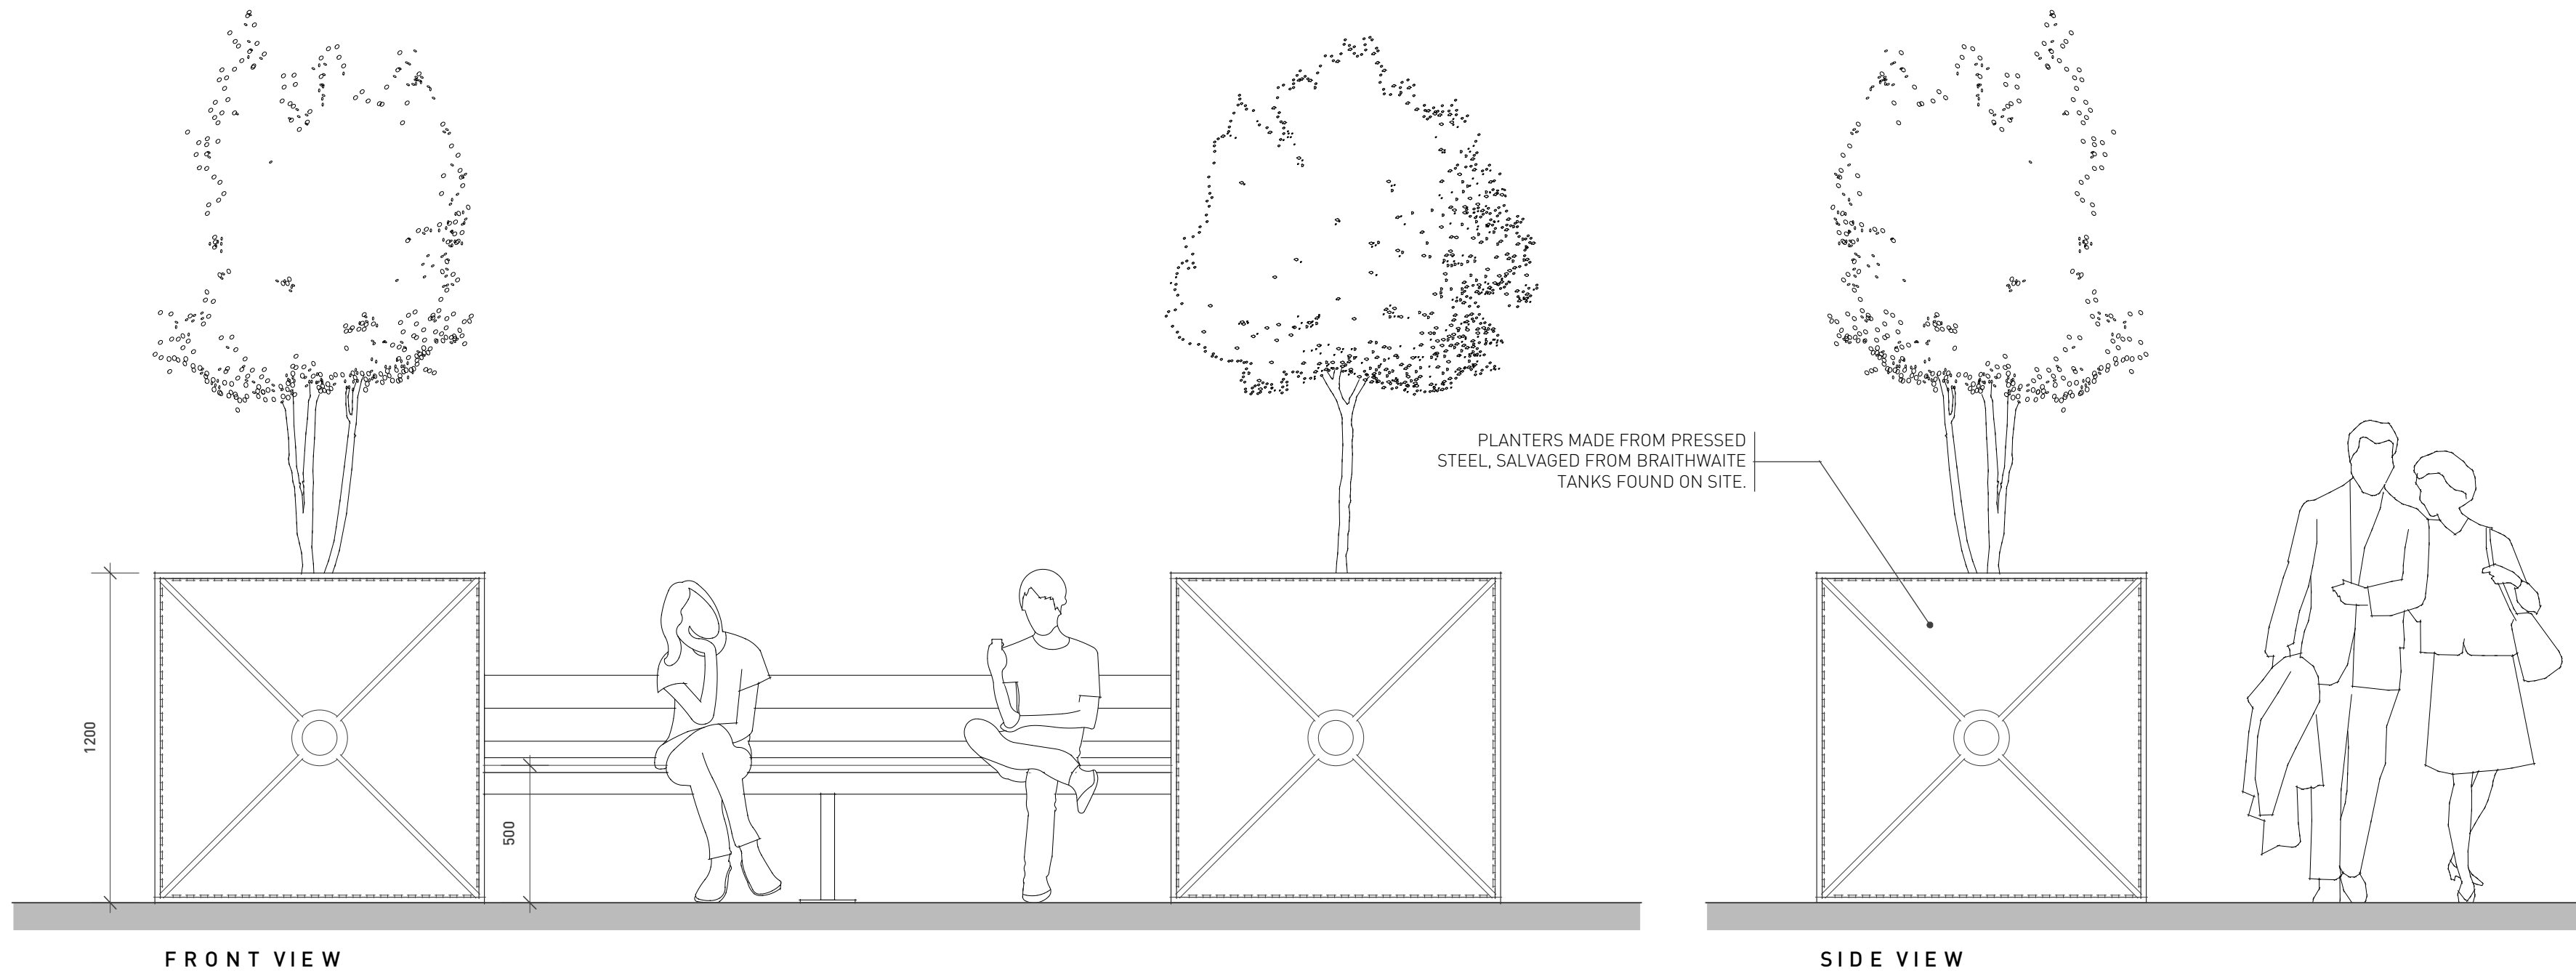 PLANTERS MADE FROM PRESSED
STEEL, SALVAGED FROM BRAITHWAITE
TANKS FOUND ON SITE.
1200
500
FRONT VIEW
SIDE VIEW